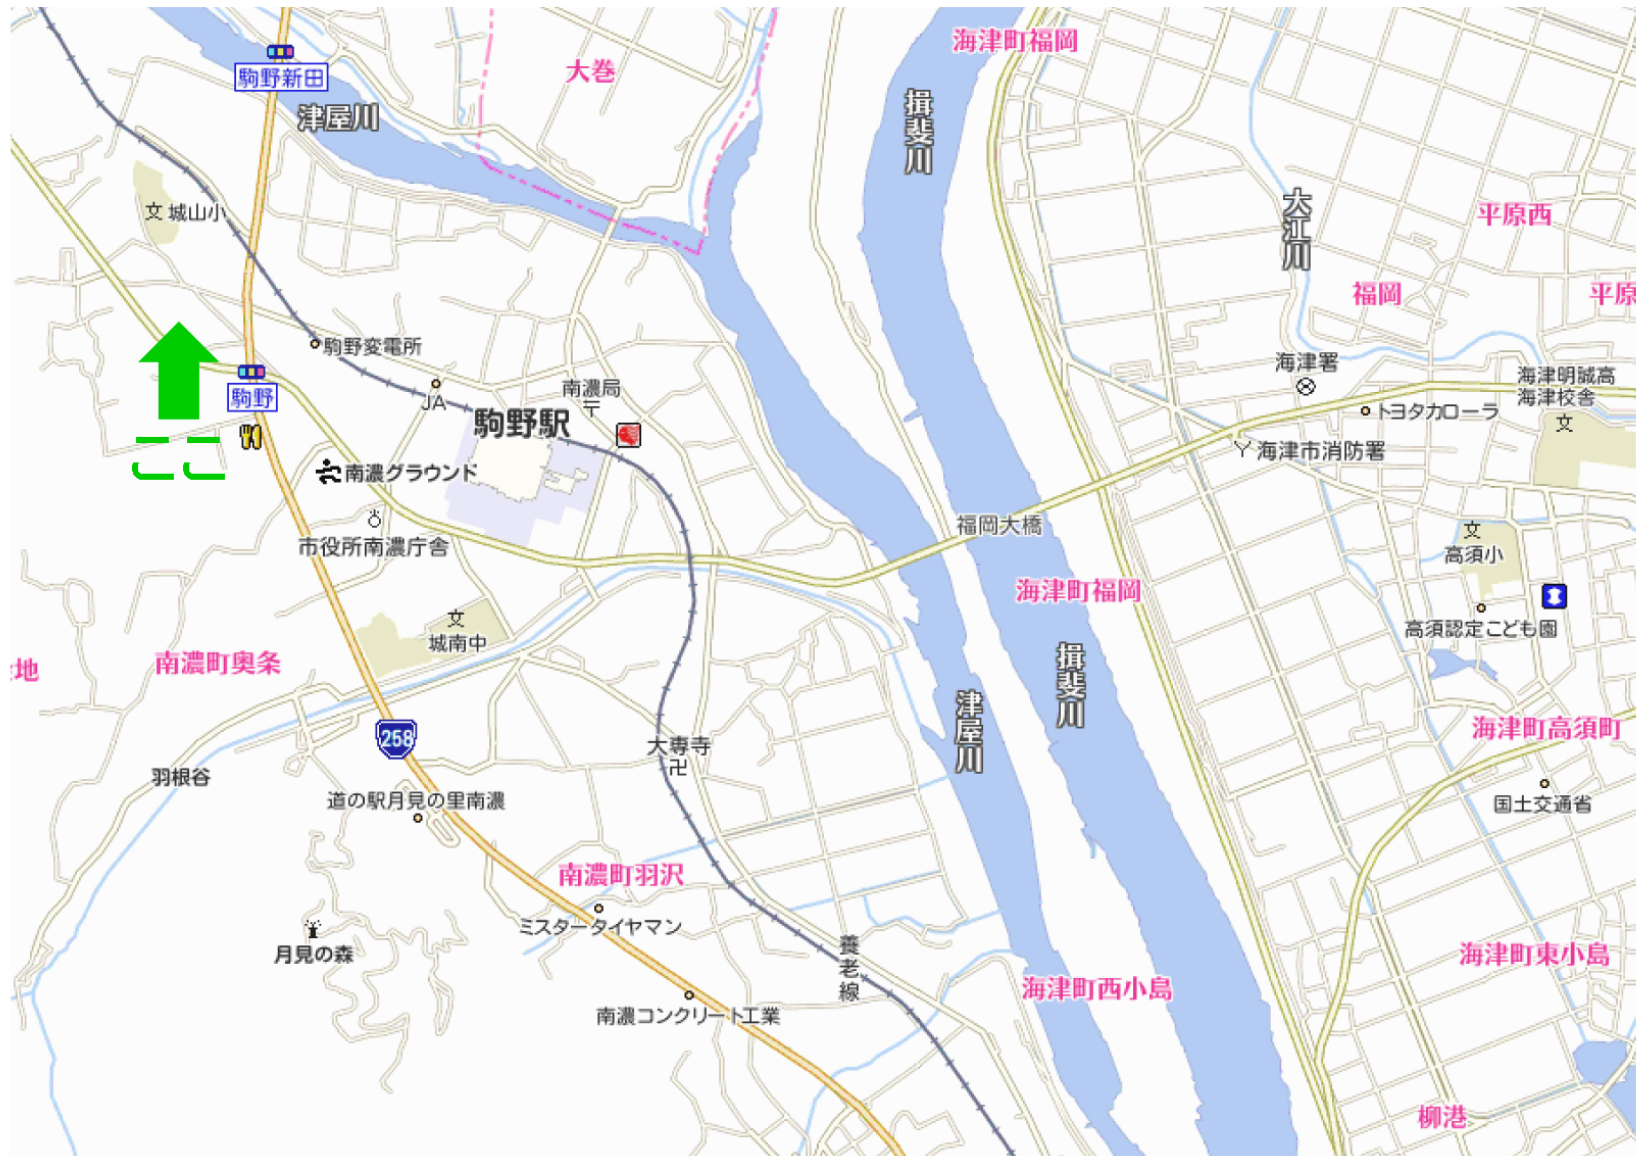 海津町福岡
駒野新田
大巻
津屋川
揖斐川
城山小
大江川
平原西
福岡
平原
駒野変電所
海津署
海津明誠高
海津校舎
駒野
JA
南濃局
トヨタカローラ
駒野駅
ここ
南濃グラウンド
海津市消防署
市役所南濃庁舎
福岡大橋
高須小
海津町福岡
高須認定こども園
城南中
南濃町奥条
地
揖斐川
津屋川
258
大専寺
海津町高須町
羽根谷
道の駅月見の里南濃
国土交通省
南濃町羽沢
ミスタータイヤマン
月見の森
養老線
海津町東小島
海津町西小島
南濃コンクリート工業
柳港